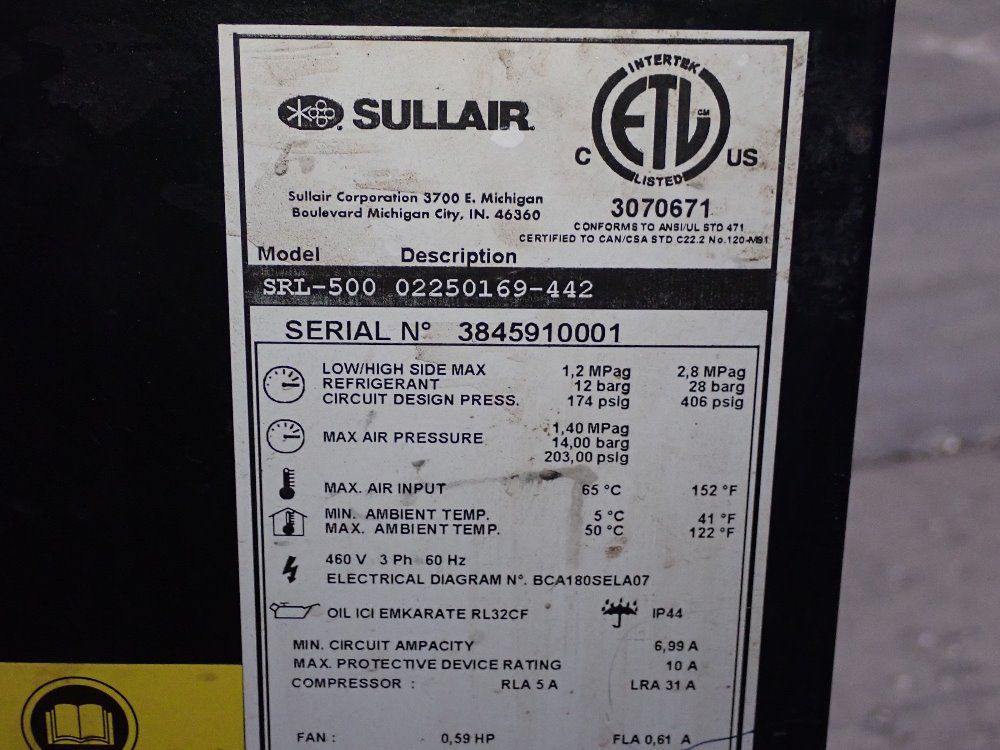 SULLAIR
INTERTEK
ETL
CM
C US
LISTED
3070671
CONFORMS TO ANSI/UL STD 471
CERTIFIED TO CAN/CSA STD C22.2 No.120-M91
Sullair Corporation 3700 E. Michigan
Boulevard Michigan City, IN. 46360
Model Description
SRL-500 02250169-442
SERIAL N° 3845910001
LOW/HIGH SIDE MAX 1,2 MPag 2,8 MPag
REFRIGERANT 12 barg 28 barg
CIRCUIT DESIGN PRESS. 174 psig 406 psig
1,40 MPag
MAX AIR PRESSURE 14,00 barg
203,00 psig
MAX. AIR INPUT 65 °C 152 °F
MIN. AMBIENT TEMP. 5 °C 41 °F
MAX. AMBIENT TEMP. 50 °C 122 °F
460 V 3 Ph 60 Hz
ELECTRICAL DIAGRAM N°. BCA180SELA07
OIL ICI EMKARATE RL32CF IP44
MIN. CIRCUIT AMPACITY 6,99 A
MAX. PROTECTIVE DEVICE RATING 10 A
COMPRESSOR : RLA 5 A LRA 31 A
FAN : 0,59 HP FLA 0,61 A